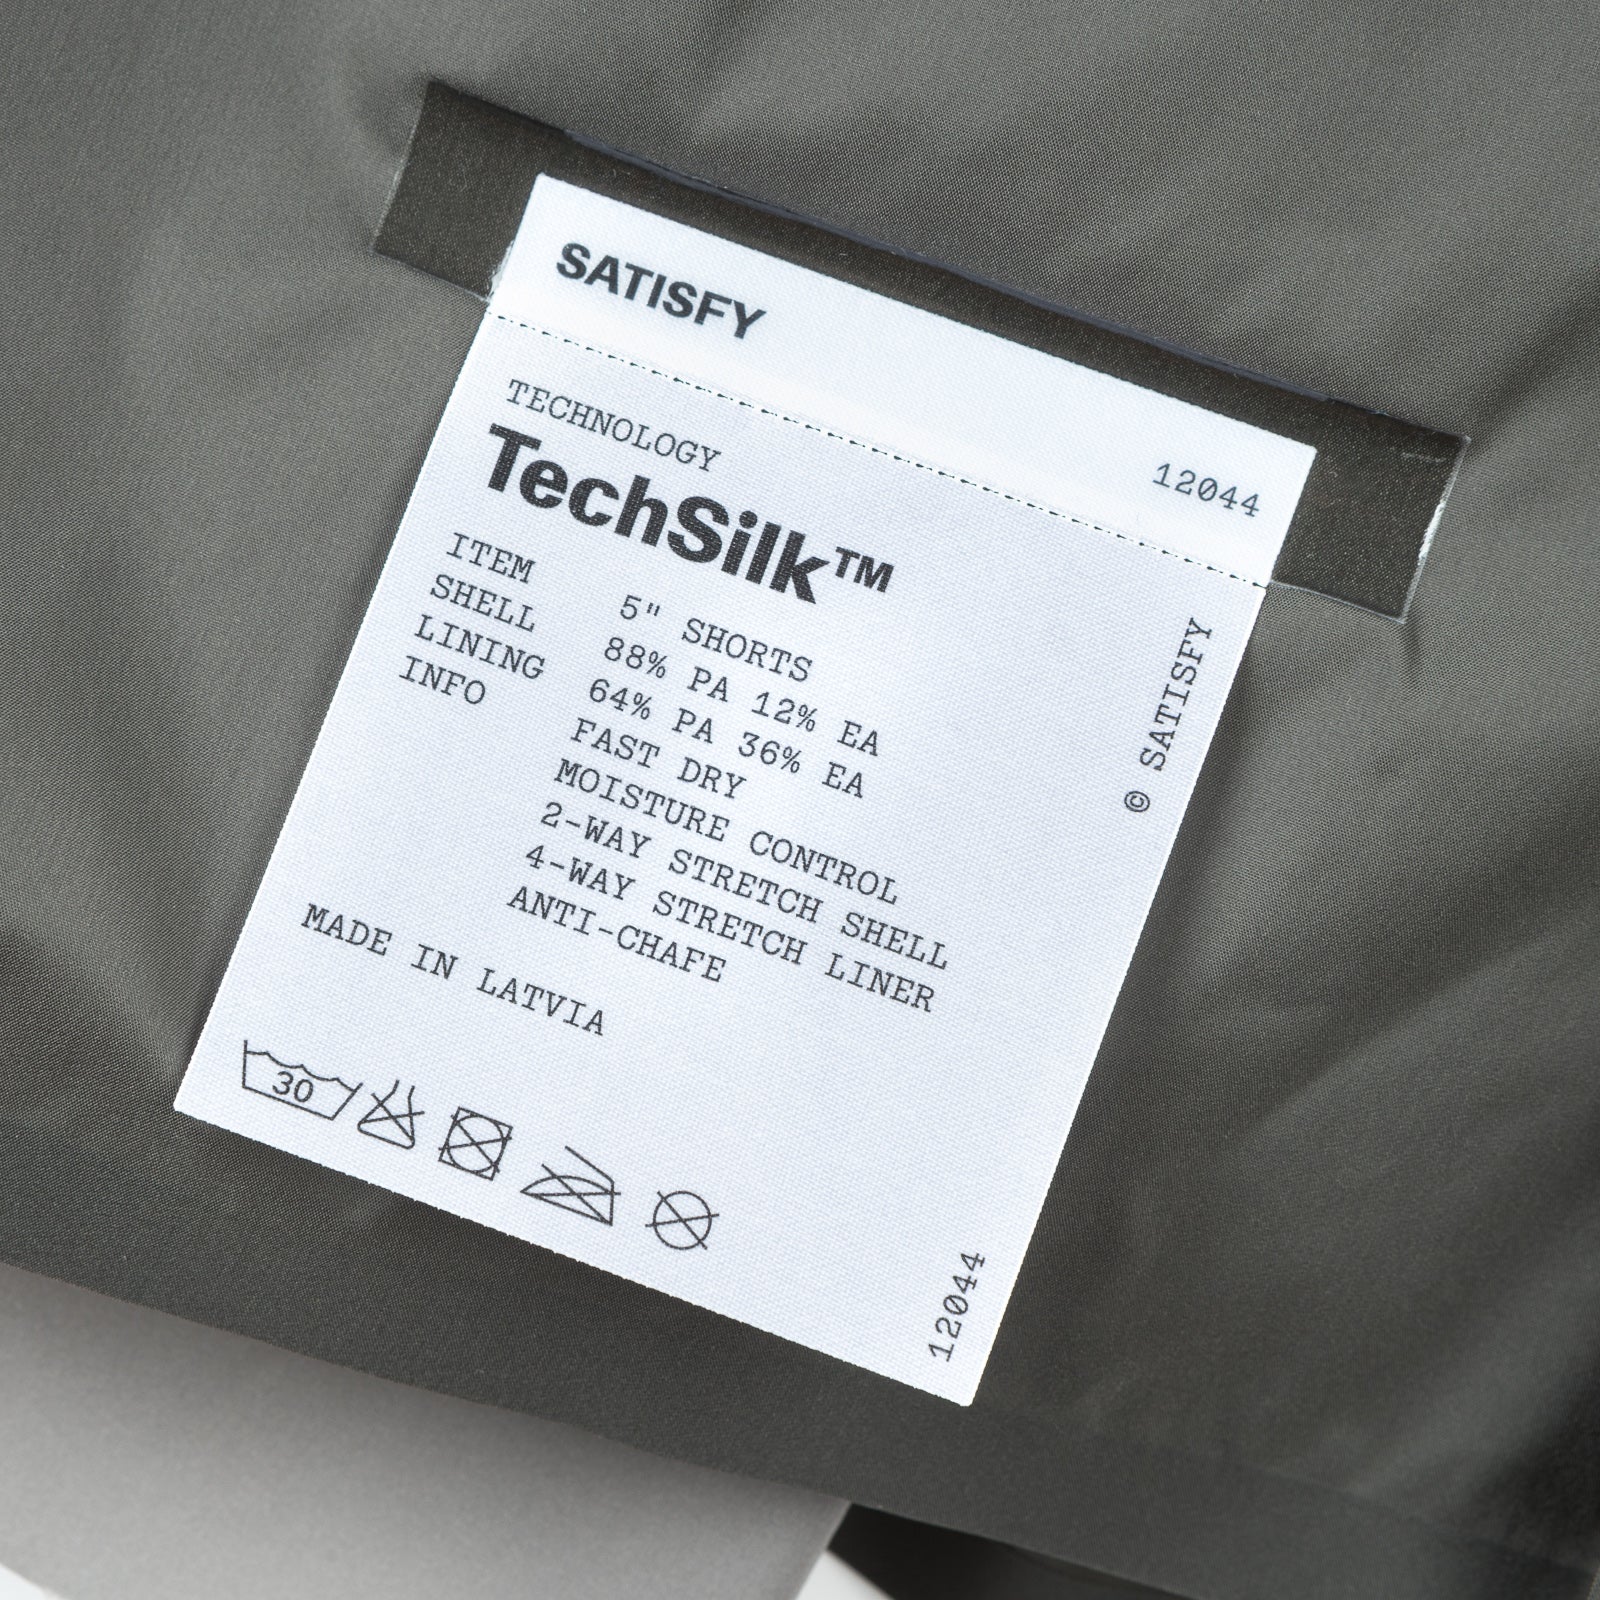 SATISFY
12044
TECHNOLOGY
TechSilk™
ITEM 5" SHORTS
SHELL 88% PA 12% EA
LINING 64% PA 36% EA
INFO FAST DRY
MOISTURE CONTROL
2-WAY STRETCH SHELL
4-WAY STRETCH LINER
ANTI-CHAFE
MADE IN LATVIA
30
© SATISFY
12044